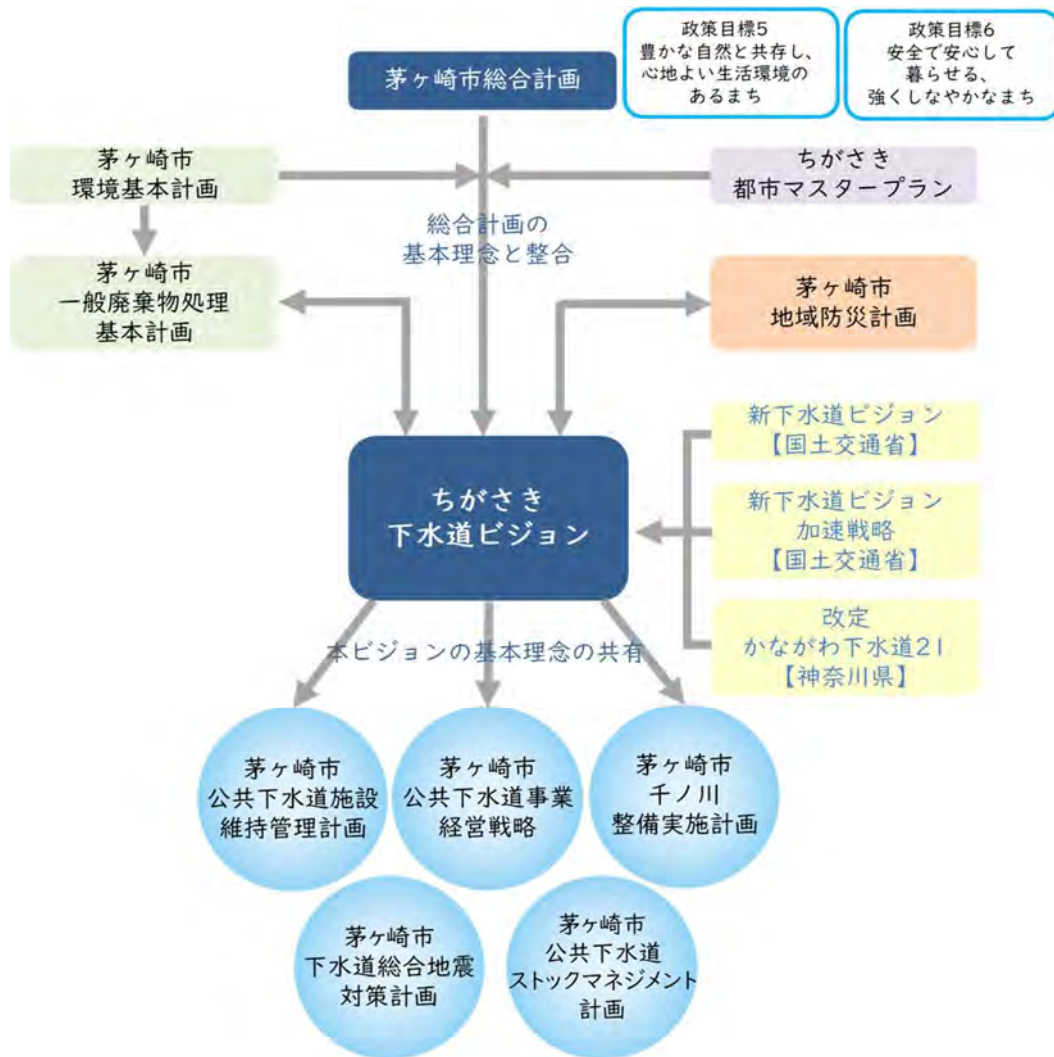 茅ヶ崎市総合計画
政策目標5
豊かな自然と共存し、
心地よい生活環境の
あるまち
政策目標6
安全で安心して
暮らせる、
強くしなやかなまち
茅ヶ崎市
環境基本計画
ちがさき
都市マスタープラン
総合計画の
基本理念と整合
茅ヶ崎市
一般廃棄物処理
基本計画
茅ヶ崎市
地域防災計画
ちがさき
下水道ビジョン
新下水道ビジョン
【国土交通省】
新下水道ビジョン
加速戦略
【国土交通省】
改定
かながわ下水道21
【神奈川県】
本ビジョンの基本理念の共有
茅ヶ崎市
公共下水道施設
維持管理計画
茅ヶ崎市
公共下水道事業
経営戦略
茅ヶ崎市
千ノ川
整備実施計画
茅ヶ崎市
下水道総合地震
対策計画
茅ヶ崎市
公共下水道
ストックマネジメント
計画